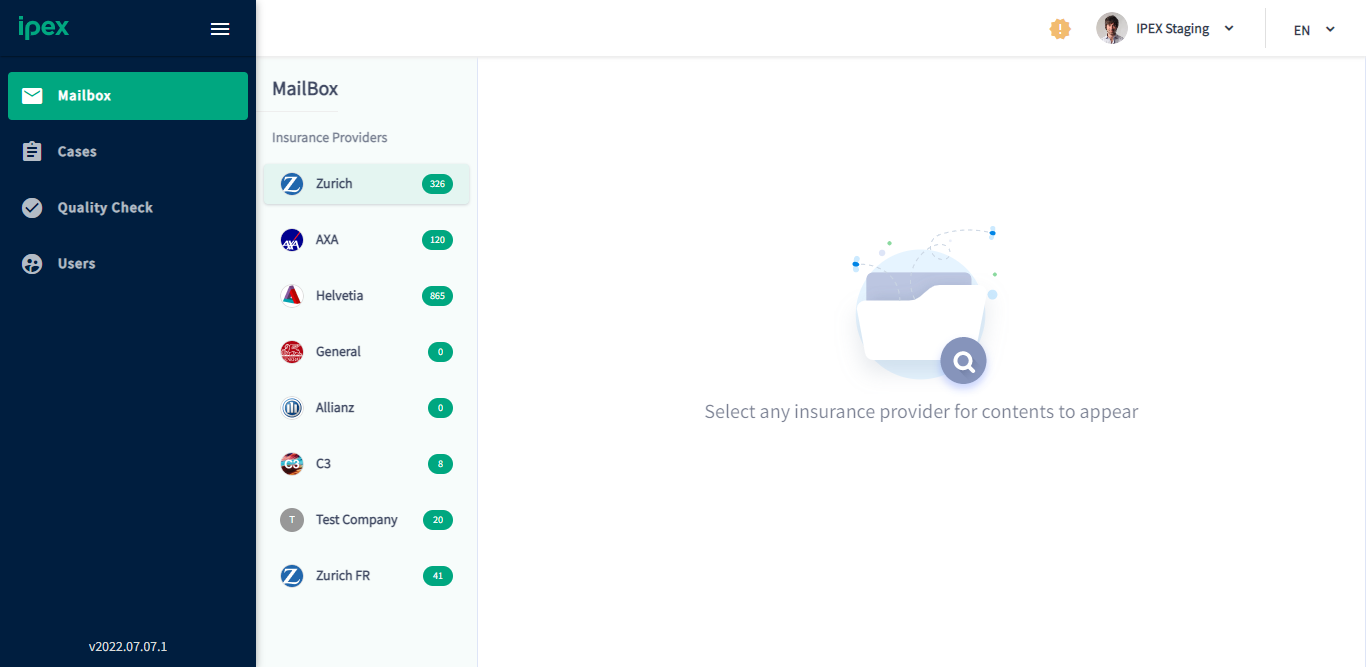 ipex
IPEX Staging
EN
Mailbox
Cases
Quality Check
Users
v2022.07.07.1
MailBox
Insurance Providers
Zurich 326
AXA
AXA 120
Helvetia 865
General 0
Allianz 0
C3
C3 8
T
Test Company 20
Zurich FR 41
Select any insurance provider for contents to appear